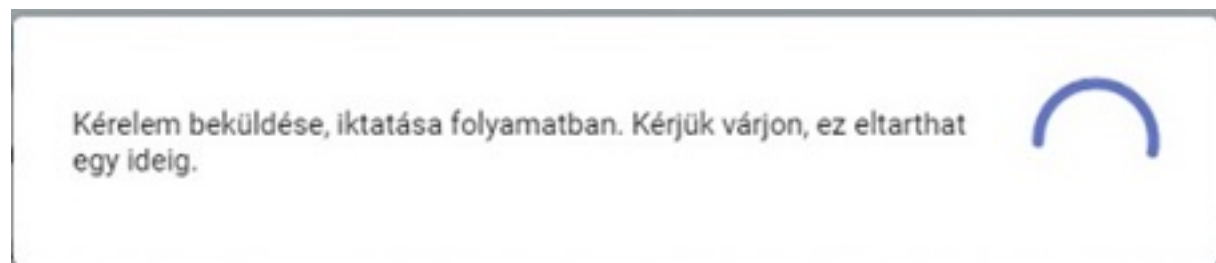 Kérelem beküldése, iktatása folyamatban. Kérjük várjon, ez eltarthat
egy ideig.